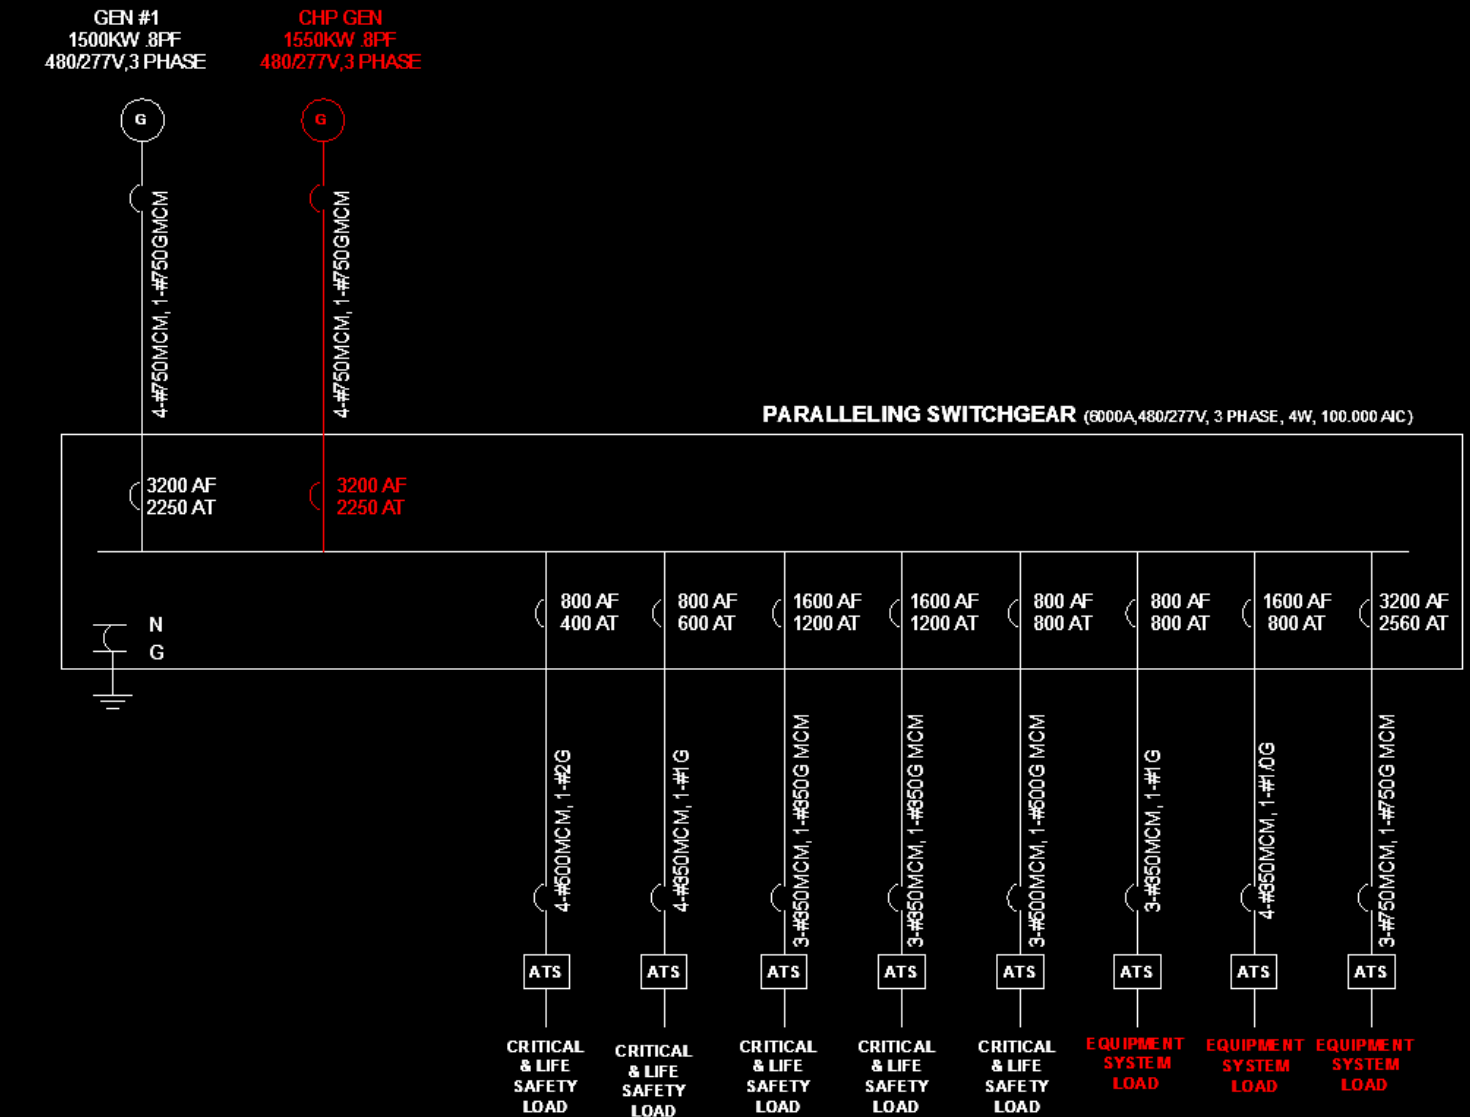 GEN #1
1500KW .8PF
480/277V,3 PHASE
CHP GEN
1550KW .8PF
480/277V,3 PHASE
G
G
4-#750MCM, 1-#750GMCM
4-#750MCM, 1-#750GMCM
PARALLELING SWITCHGEAR (6000A,480/277V, 3 PHASE, 4W, 100.000 AIC)
3200 AF
2250 AT
3200 AF
2250 AT
800 AF
400 AT
800 AF
600 AT
1600 AF
1200 AT
1600 AF
1200 AT
800 AF
800 AT
800 AF
800 AT
1600 AF
800 AT
3200 AF
2560 AT
N
G
4-#500MCM, 1-#2G
4-#350MCM, 1-#1G
3-#350MCM, 1-#350G MCM
3-#350MCM, 1-#350G MCM
3-#500MCM, 1-#500G MCM
3-#350MCM, 1-#1G
4-#350MCM, 1-#1/0G
3-#750MCM, 1-#750G MCM
ATS
ATS
ATS
ATS
ATS
ATS
ATS
ATS
CRITICAL
& LIFE
SAFETY
LOAD
CRITICAL
& LIFE
SAFETY
LOAD
CRITICAL
& LIFE
SAFETY
LOAD
CRITICAL
& LIFE
SAFETY
LOAD
CRITICAL
& LIFE
SAFETY
LOAD
EQUIPMENT
SYSTEM
LOAD
EQUIPMENT
SYSTEM
LOAD
EQUIPMENT
SYSTEM
LOAD